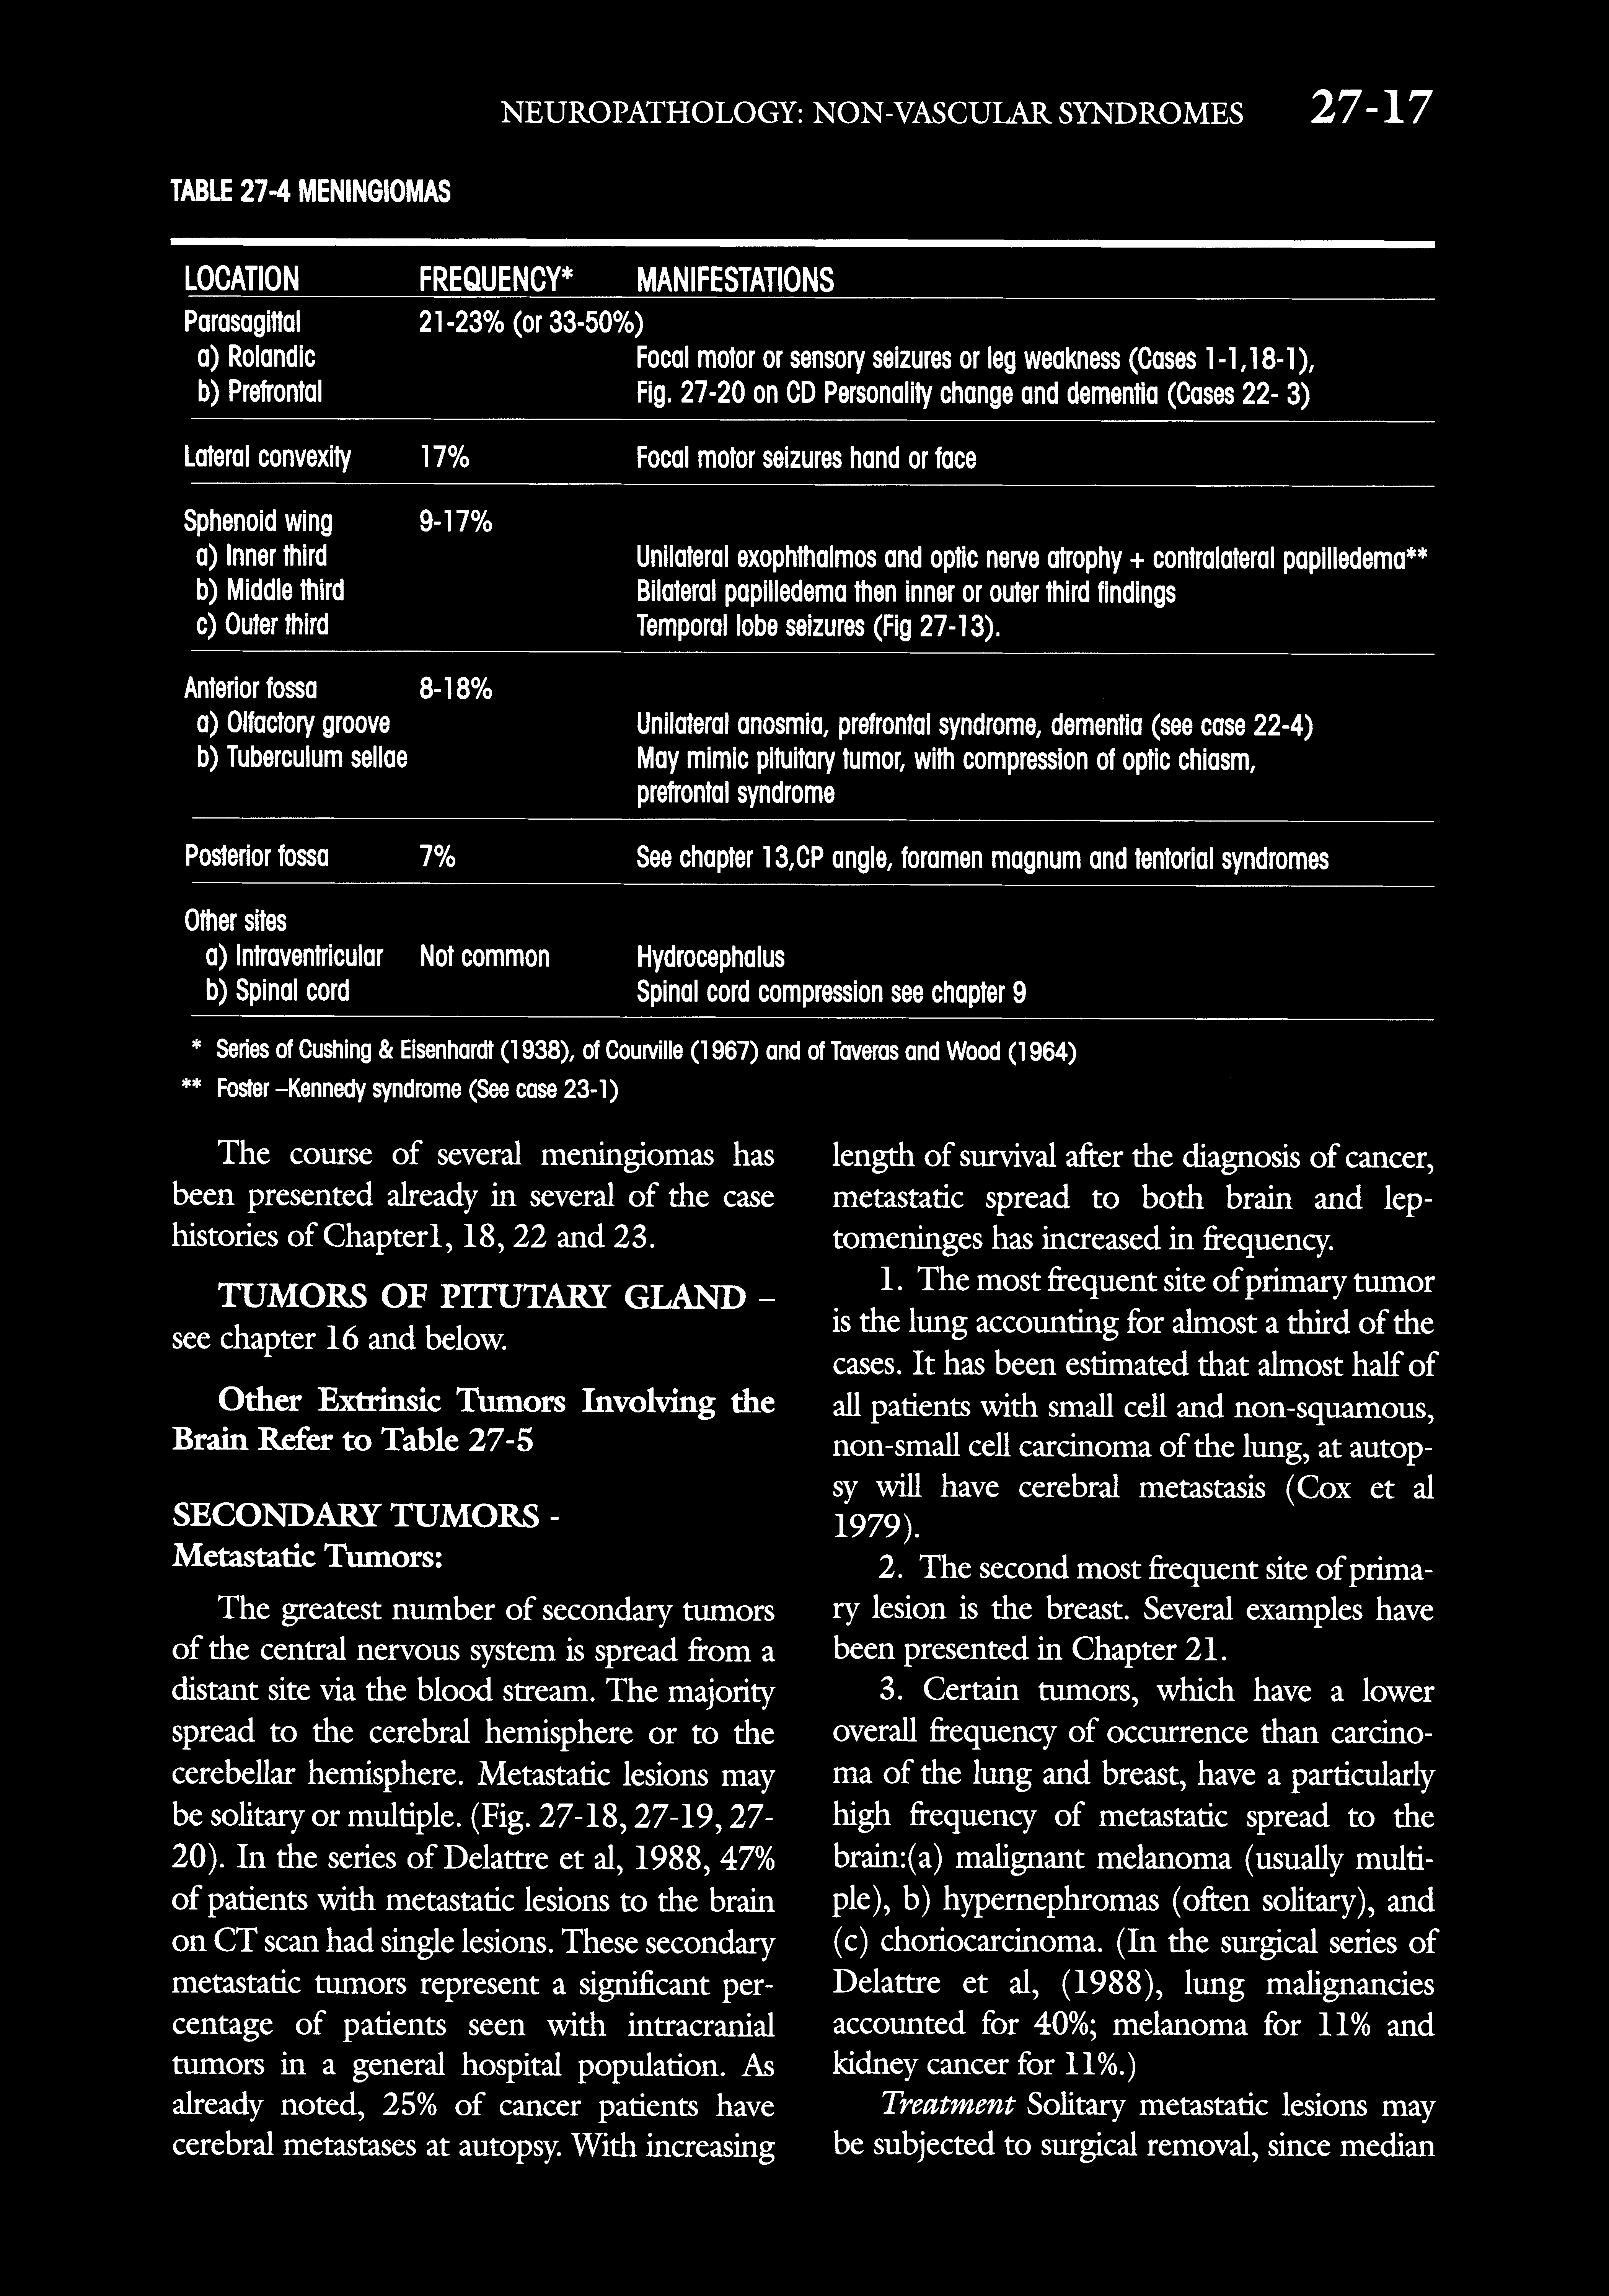 NEUROPATHOLOGY: NON-VASCULAR SYNDROMES 27-17
TABLE 27-4 MENINGIOMAS
LOCATION FREQUENCY* MANIFESTATIONS
Parasagittal 21-23% (or 33-50%)
a) Rolandic Focal motor or sensory seizures or leg weakness (Cases 1-1,18-1),
b) Prefrontal Fig. 27-20 on CD Personality change and dementia (Cases 22- 3)
Lateral convexity 17% Focal motor seizures hand or face
Sphenoid wing 9-17%
a) Inner third Unilateral exophthalmos and optic nerve atrophy + contralateral papilledema**
b) Middle third Bilateral papilledema then inner or outer third findings
c) Outer third Temporal lobe seizures (Fig 27-13).
Anterior fossa 8-18%
a) Olfactory groove Unilateral anosmia, prefrontal syndrome, dementia (see case 22-4)
b) Tuberculum sellae May mimic pituitary tumor, with compression of optic chiasm,
prefrontal syndrome
Posterior fossa 7% See chapter 13,CP angle, foramen magnum and tentorial syndromes
Other sites
a) Intraventricular Not common Hydrocephalus
b) Spinal cord Spinal cord compression see chapter 9
* Series of Cushing & Eisenhardt (1938), of Courville (1967) and of Taveras and Wood (1964)
** Foster –Kennedy syndrome (See case 23-1)
The course of several meningiomas has
been presented already in several of the case
histories of Chapter1, 18, 22 and 23.
TUMORS OF PITUTARY GLAND –
see chapter 16 and below.
Other Extrinsic Tumors Involving the
Brain Refer to Table 27-5
SECONDARY TUMORS -
Metastatic Tumors:
The greatest number of secondary tumors
of the central nervous system is spread from a
distant site via the blood stream. The majority
spread to the cerebral hemisphere or to the
cerebellar hemisphere. Metastatic lesions may
be solitary or multiple. (Fig. 27-18, 27-19, 27-
20). In the series of Delattre et al, 1988, 47%
of patients with metastatic lesions to the brain
on CT scan had single lesions. These secondary
metastatic tumors represent a significant per-
centage of patients seen with intracranial
tumors in a general hospital population. As
already noted, 25% of cancer patients have
cerebral metastases at autopsy. With increasing
length of survival after the diagnosis of cancer,
metastatic spread to both brain and lep-
tomeninges has increased in frequency.
1. The most frequent site of primary tumor
is the lung accounting for almost a third of the
cases. It has been estimated that almost half of
all patients with small cell and non-squamous,
non-small cell carcinoma of the lung, at autop-
sy will have cerebral metastasis (Cox et al
1979).
2. The second most frequent site of prima-
ry lesion is the breast. Several examples have
been presented in Chapter 21.
3. Certain tumors, which have a lower
overall frequency of occurrence than carcino-
ma of the lung and breast, have a particularly
high frequency of metastatic spread to the
brain:(a) malignant melanoma (usually multi-
ple), b) hypernephromas (often solitary), and
(c) choriocarcinoma. (In the surgical series of
Delattre et al, (1988), lung malignancies
accounted for 40%; melanoma for 11% and
kidney cancer for 11%.)
Treatment Solitary metastatic lesions may
be subjected to surgical removal, since median